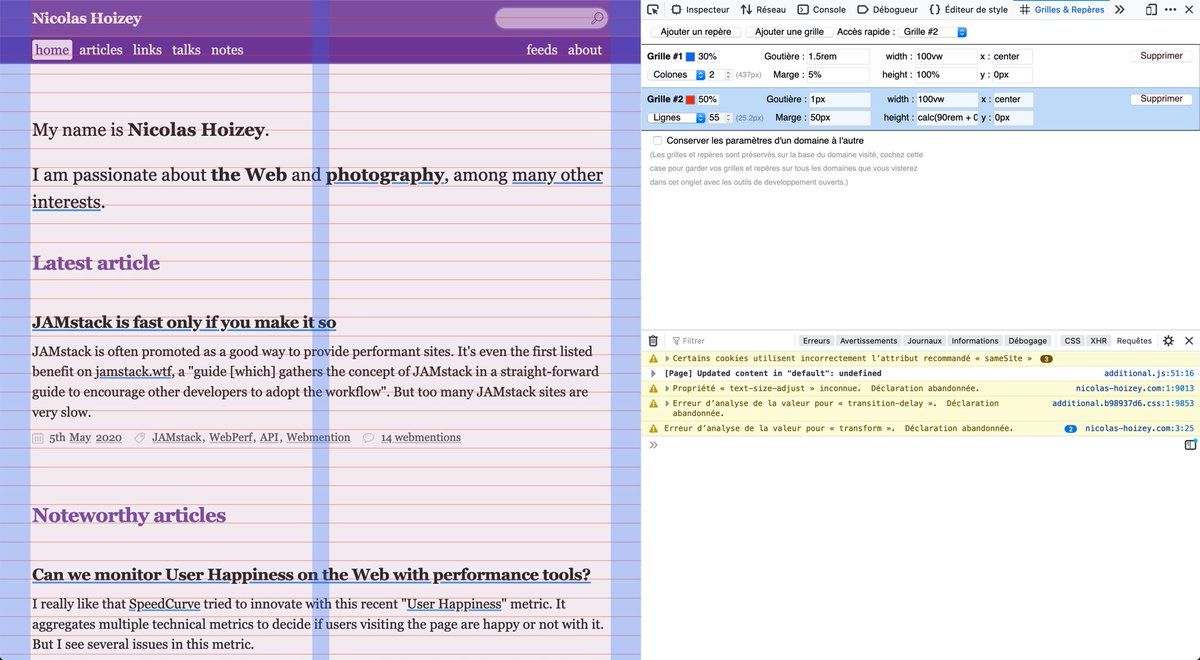 Nicolas Hoizey
home articles links talks notes feeds about
My name is Nicolas Hoizey.
I am passionate about the Web and photography, among many other
interests.
Latest article
JAMstack is fast only if you make it so
JAMstack is often promoted as a good way to provide performant sites. It's even the first listed
benefit on jamstack.wtf, a "guide [which] gathers the concept of JAMstack in a straight-forward
guide to encourage other developers to adopt the workflow". But too many JAMstack sites are
very slow.
5th May 2020 JAMstack, WebPerf, API, Webmention 14 webmentions
Noteworthy articles
Can we monitor User Happiness on the Web with performance tools?
I really like that SpeedCurve tried to innovate with this recent "User Happiness" metric. It
aggregates multiple technical metrics to decide if users visiting the page are happy or not with it.
But I see several issues in this metric.
Inspecteur Réseau Console Débogueur Éditeur de style Grilles & Repères
Ajouter un repère Ajouter une grille Accès rapide : Grille #2
Grille #1 30% Goutière : 1.5rem width : 100vw x : center Supprimer
Colones 2 (437px) Marge : 5% height : 100% y : 0px
Grille #2 50% Goutière : 1px width : 100vw x : center Supprimer
Lignes 55 (25.2px) Marge : 50px height : calc(90rem + 0 y : 0px
Conserver les paramètres d'un domaine à l'autre
(Les grilles et repères sont préservés sur la base du domaine visité, cochez cette
case pour garder vos grilles et repères sur tous les domaines que vous visterez
dans cet onglet avec les outils de developpement ouverts.)
Filtrer Erreurs Avertissements Journaux Informations Débogage CSS XHR Requêtes
Certains cookies utilisent incorrectement l'attribut recommandé « sameSite » 3
[Page] Updated content in "default": undefined additional.js:51:16
Propriété « text-size-adjust » inconnue. Déclaration abandonnée. nicolas-hoizey.com:1:9013
Erreur d'analyse de la valeur pour « transition-delay ». Déclaration additional.b98937d6.css:1:9853
abandonnée.
Erreur d'analyse de la valeur pour « transform ». Déclaration abandonnée. 2 nicolas-hoizey.com:3:25